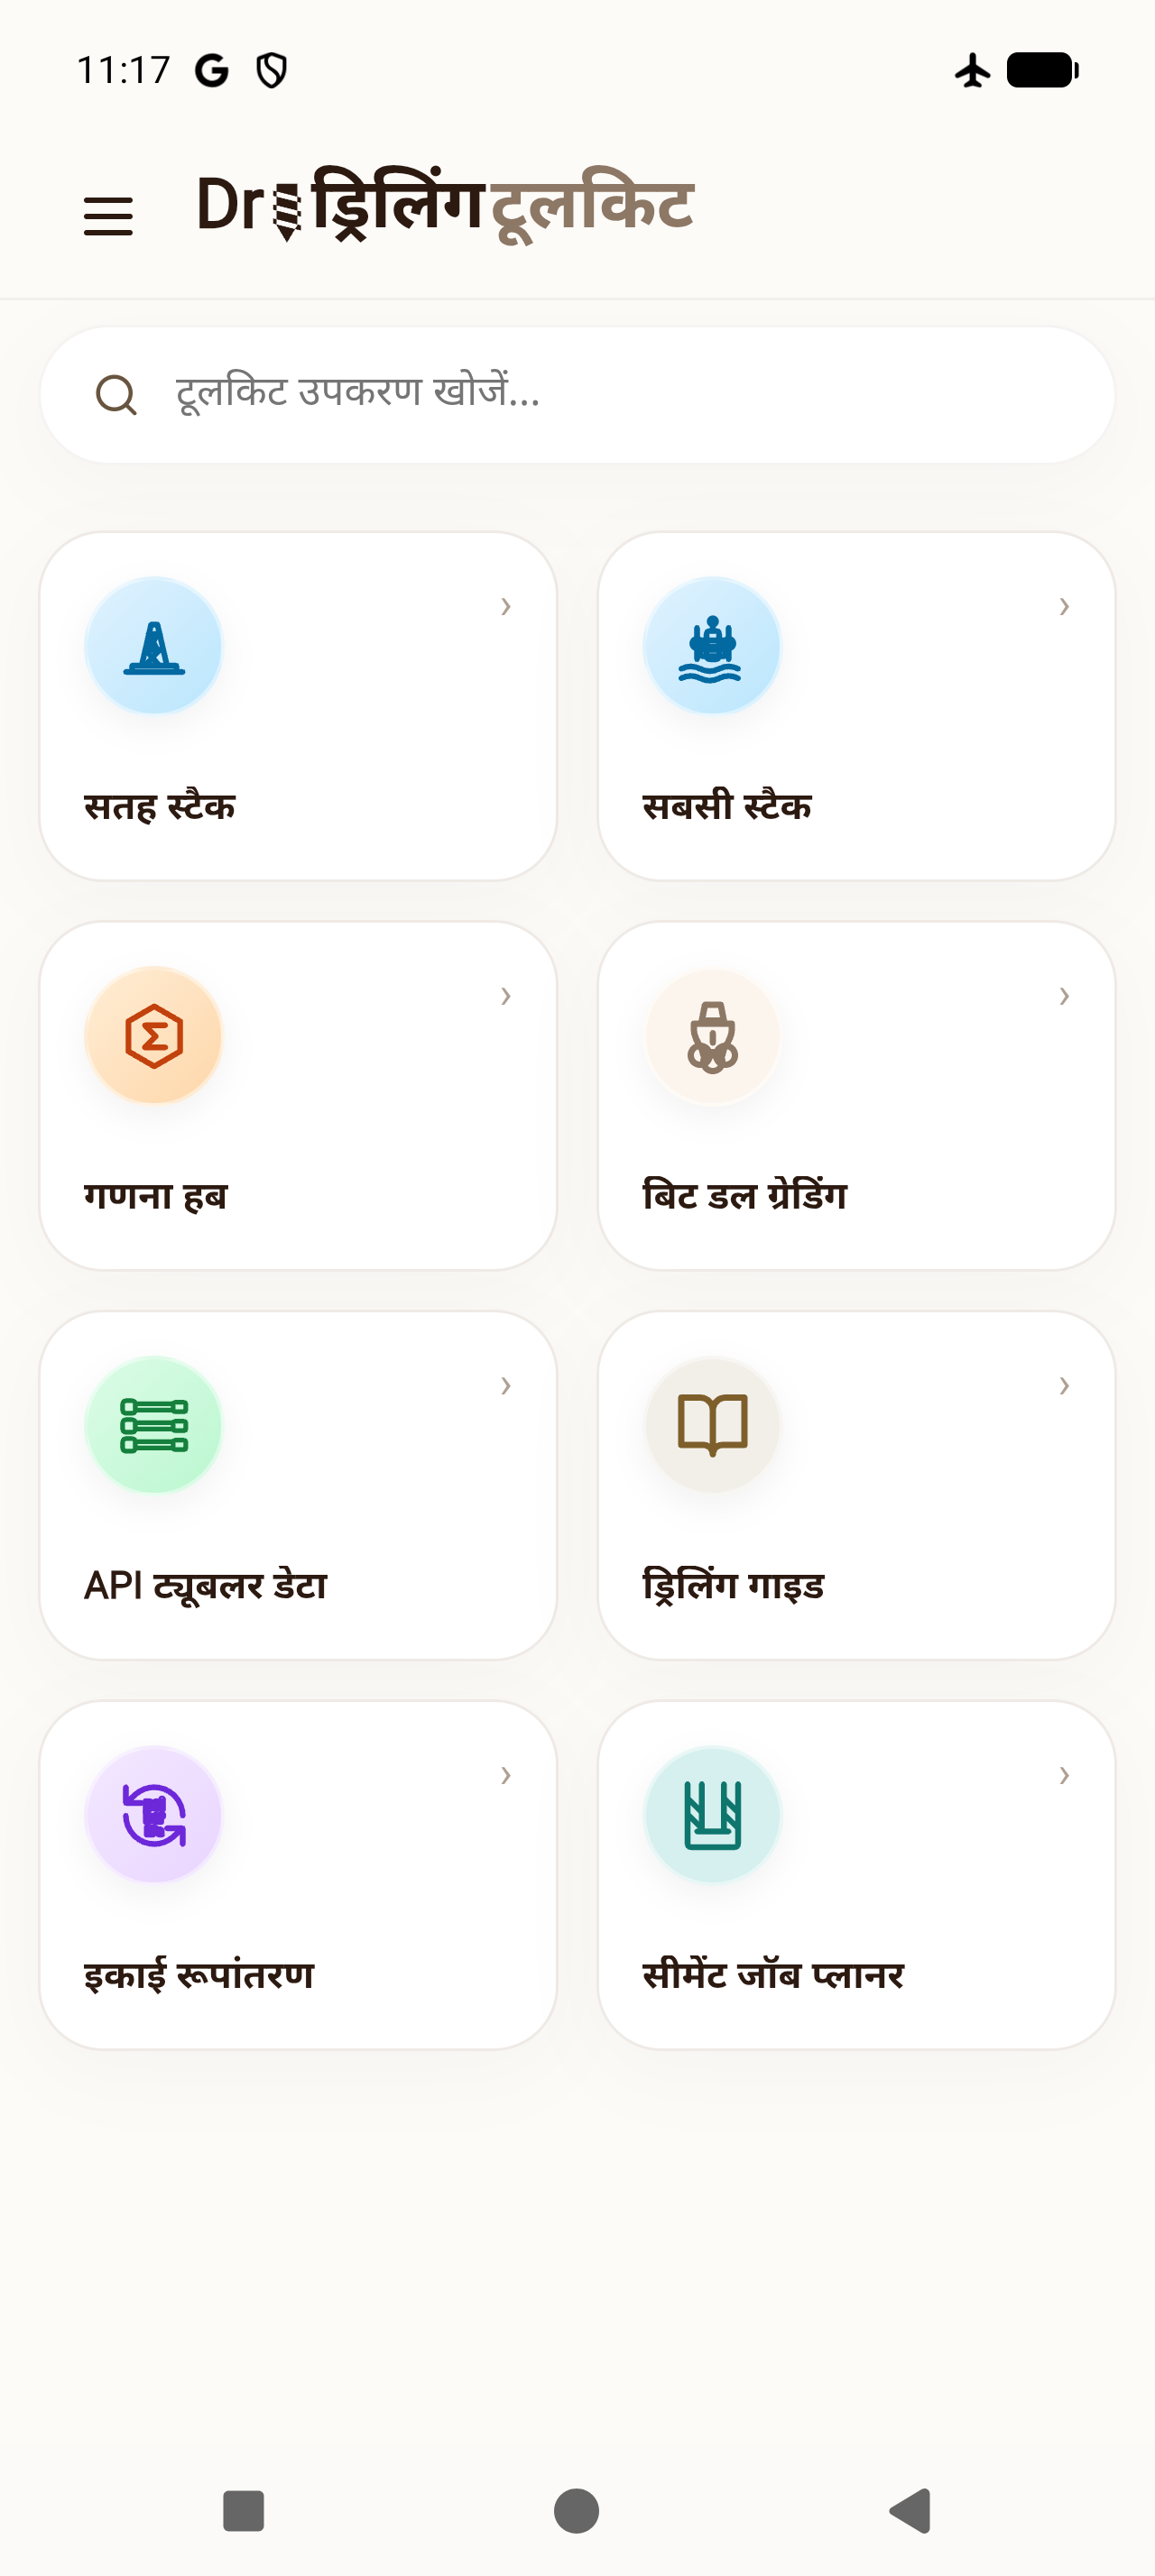 11:17
Dr ड्रिलिंग टूलकिट
टूलकिट उपकरण खोजें...
सतह स्टैक
सबसी स्टैक
गणना हब
बिट डल ग्रेडिंग
API ट्यूबलर डेटा
ड्रिलिंग गाइड
इकाई रूपांतरण
सीमेंट जॉब प्लानर